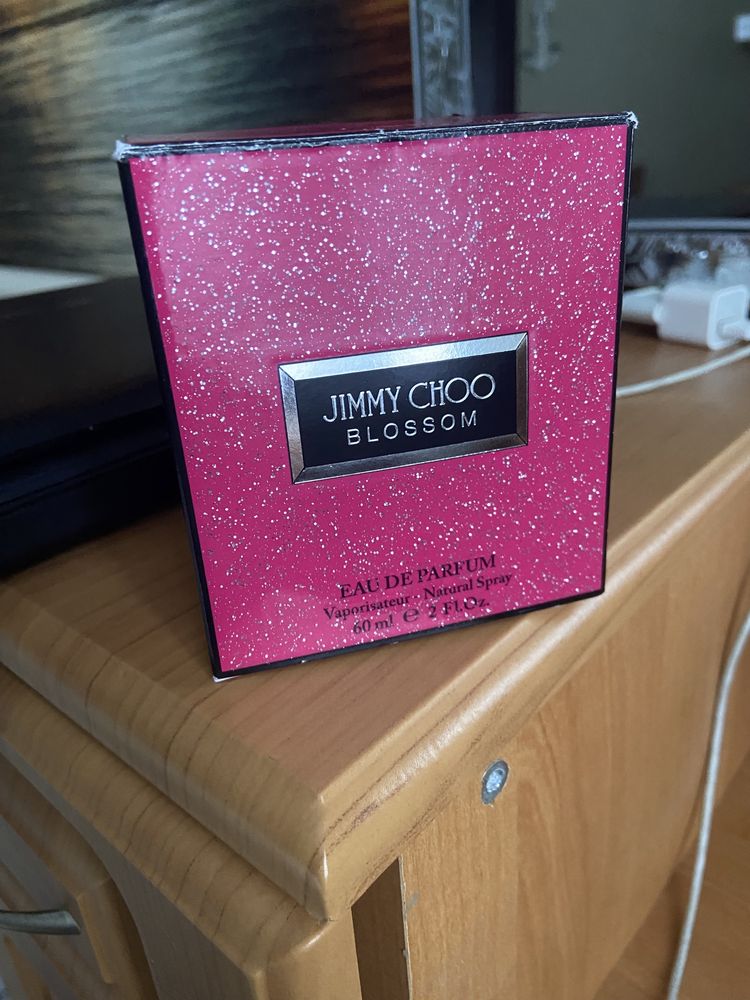 JIMMY CHOO
BLOSSOM
EAU DE PARFUM
Vaporisateur - Natural Spray
60 ml ℮ 2 Fl.Oz.